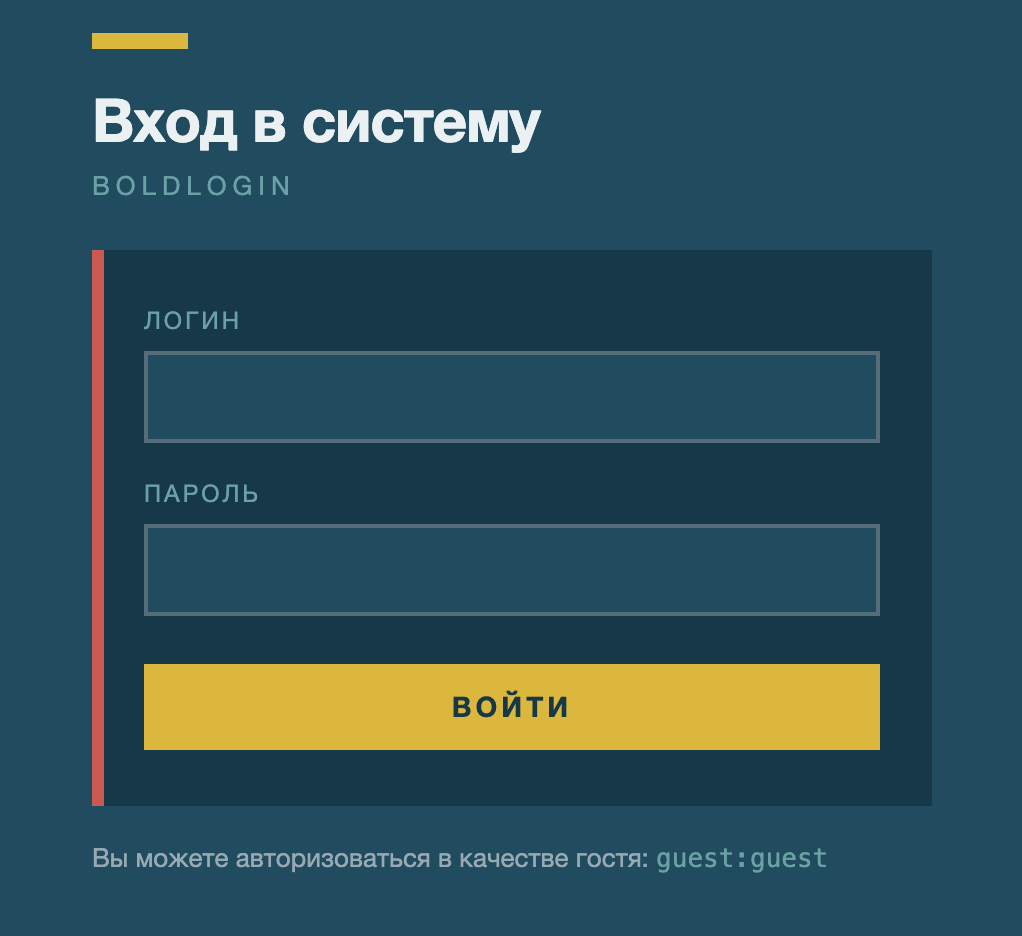 Вход в систему
BOLDLOGIN
ЛОГИН
ПАРОЛЬ
ВОЙТИ
Вы можете авторизоваться в качестве гостя: guest:guest